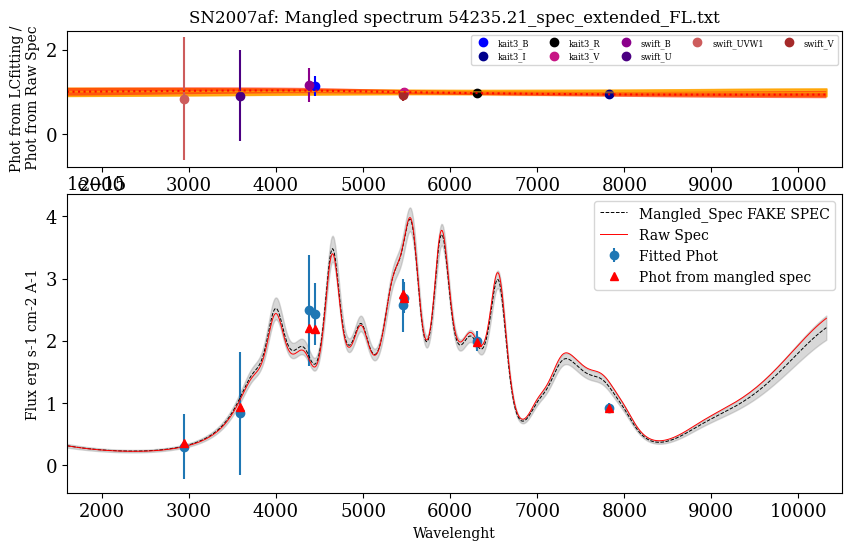 SN2007af: Mangled spectrum 54235.21_spec_extended_FL.txt
Phot from LCfitting /
Phot from Raw Spec
2
0
kait3_B kait3_R swift_B swift_UVW1 swift_V
kait3_I kait3_V swift_U
2000 3000 4000 5000 6000 7000 8000 9000 10000
1e−15
Flux erg s-1 cm-2 A-1
4
3
2
1
0
Mangled_Spec FAKE SPEC
Raw Spec
Fitted Phot
Phot from mangled spec
2000 3000 4000 5000 6000 7000 8000 9000 10000
Wavelenght